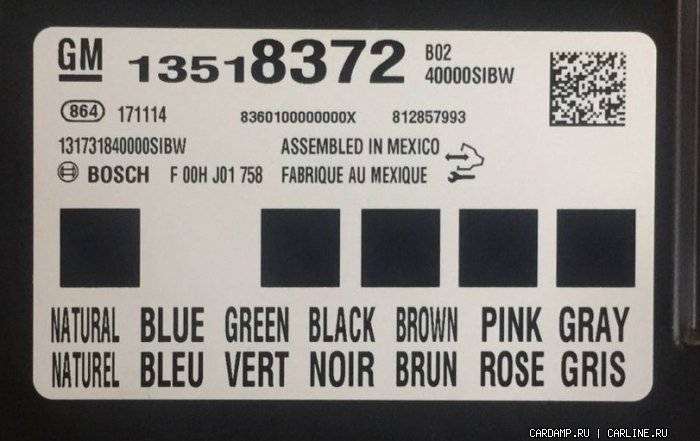 GM 13518372 B02
40000SIBW
864 171114 8360100000000X 812857993
131731840000SIBW ASSEMBLED IN MEXICO
BOSCH F 00H J01 758 FABRIQUE AU MEXIQUE
NATURAL BLUE GREEN BLACK BROWN PINK GRAY
NATUREL BLEU VERT NOIR BRUN ROSE GRIS
CARDAMP.RU | CARLINE.RU